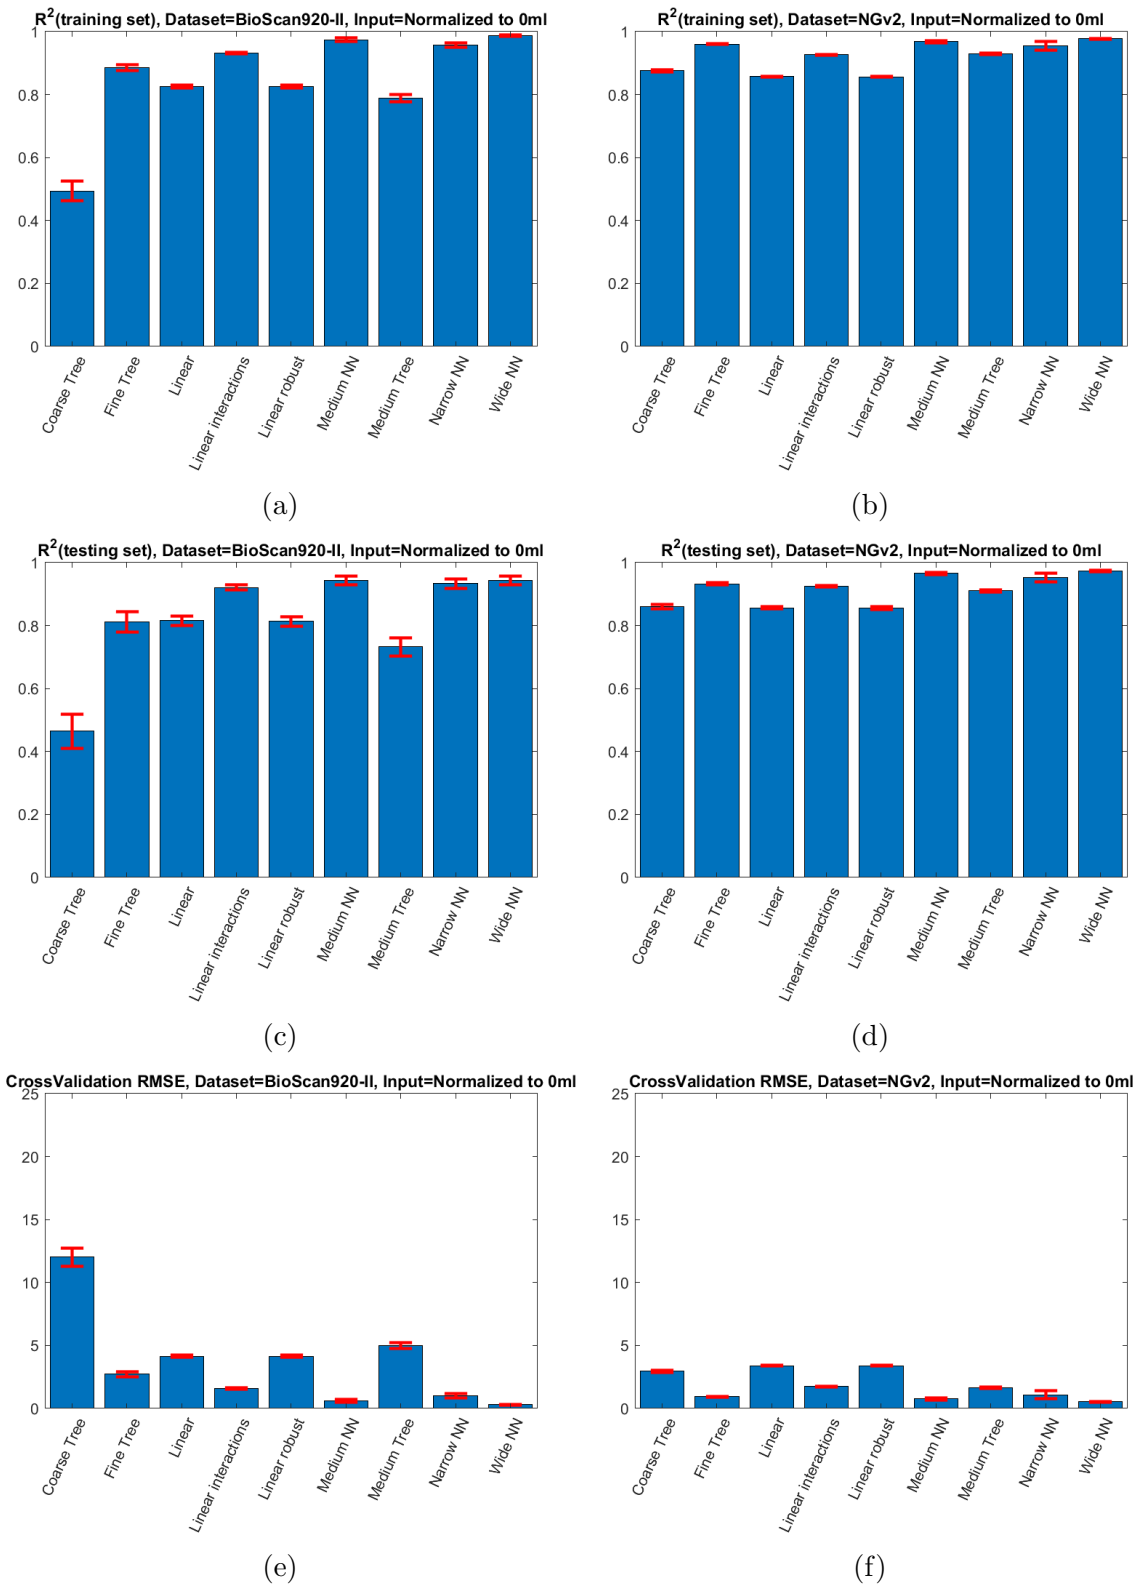 R²(training set), Dataset=BioScan920-II, Input=Normalized to 0ml
1
0.8
0.6
0.4
0.2
0
Coarse Tree
Fine Tree
Linear
Linear interactions
Linear robust
Medium NN
Medium Tree
Narrow NN
Wide NN
(a)
R²(training set), Dataset=NGv2, Input=Normalized to 0ml
1
0.8
0.6
0.4
0.2
0
Coarse Tree
Fine Tree
Linear
Linear interactions
Linear robust
Medium NN
Medium Tree
Narrow NN
Wide NN
(b)
R²(testing set), Dataset=BioScan920-II, Input=Normalized to 0ml
1
0.8
0.6
0.4
0.2
0
Coarse Tree
Fine Tree
Linear
Linear interactions
Linear robust
Medium NN
Medium Tree
Narrow NN
Wide NN
(c)
R²(testing set), Dataset=NGv2, Input=Normalized to 0ml
1
0.8
0.6
0.4
0.2
0
Coarse Tree
Fine Tree
Linear
Linear interactions
Linear robust
Medium NN
Medium Tree
Narrow NN
Wide NN
(d)
CrossValidation RMSE, Dataset=BioScan920-II, Input=Normalized to 0ml
25
20
15
10
5
0
Coarse Tree
Fine Tree
Linear
Linear interactions
Linear robust
Medium NN
Medium Tree
Narrow NN
Wide NN
(e)
CrossValidation RMSE, Dataset=NGv2, Input=Normalized to 0ml
25
20
15
10
5
0
Coarse Tree
Fine Tree
Linear
Linear interactions
Linear robust
Medium NN
Medium Tree
Narrow NN
Wide NN
(f)